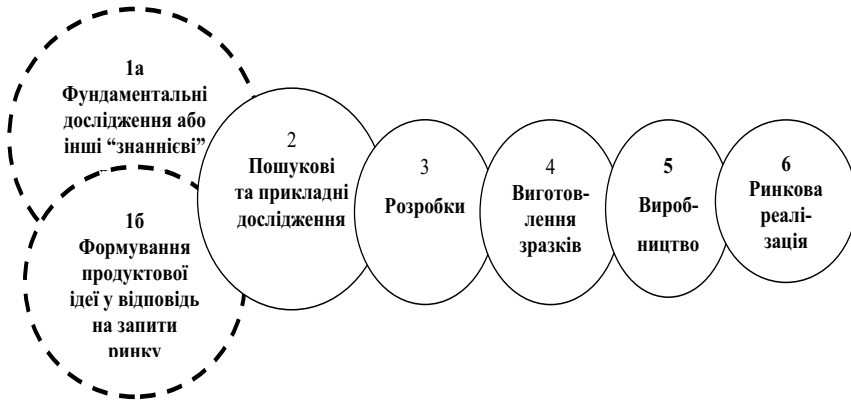 1а
Фундаментальні
дослідження або
інші “знаннієві”
1б
Формування
продуктової
ідеї у відповідь
на запити
ринку
2
Пошукові
та прикладні
дослідження
3
Розробки
4
Виготов-
лення
зразків
5
Вироб-
ництво
6
Ринкова
реалі-
зація